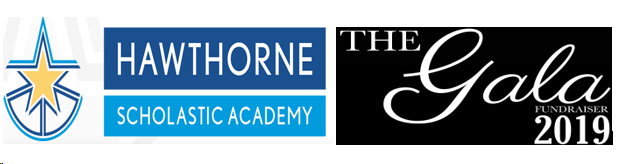 HAWTHORNE
SCHOLASTIC ACADEMY
THE
Gala
FUNDRAISER
2019